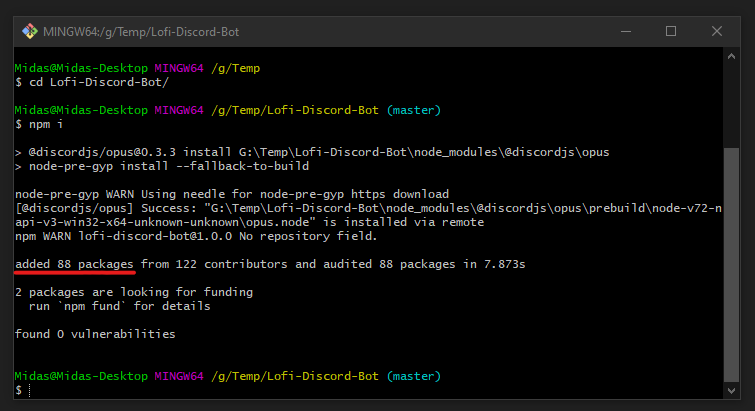 MINGW64:/g/Temp/Lofi-Discord-Bot
Midas@Midas-Desktop MINGW64 /g/Temp
$ cd Lofi-Discord-Bot/
Midas@Midas-Desktop MINGW64 /g/Temp/Lofi-Discord-Bot (master)
$ npm i
> @discordjs/opus@0.3.3 install G:\Temp\Lofi-Discord-Bot\node_modules\@discordjs\opus
> node-pre-gyp install --fallback-to-build
node-pre-gyp WARN Using needle for node-pre-gyp https download
[@discordjs/opus] Success: "G:\Temp\Lofi-Discord-Bot\node_modules\@discordjs\opus\prebuild\node-v72-n
api-v3-win32-x64-unknown-unknown\opus.node" is installed via remote
npm WARN lofi-discord-bot@1.0.0 No repository field.
added 88 packages from 122 contributors and audited 88 packages in 7.873s
2 packages are looking for funding
run `npm fund` for details
found 0 vulnerabilities
Midas@Midas-Desktop MINGW64 /g/Temp/Lofi-Discord-Bot (master)
$